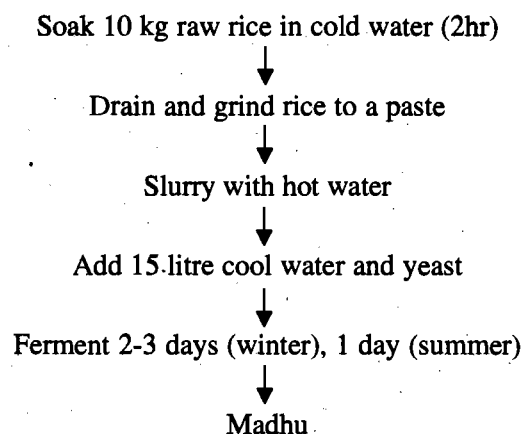 Soak 10 kg raw rice in cold water (2hr)
Drain and grind rice to a paste
Slurry with hot water
Add 15 litre cool water and yeast
Ferment 2-3 days (winter), 1 day (summer)
Madhu